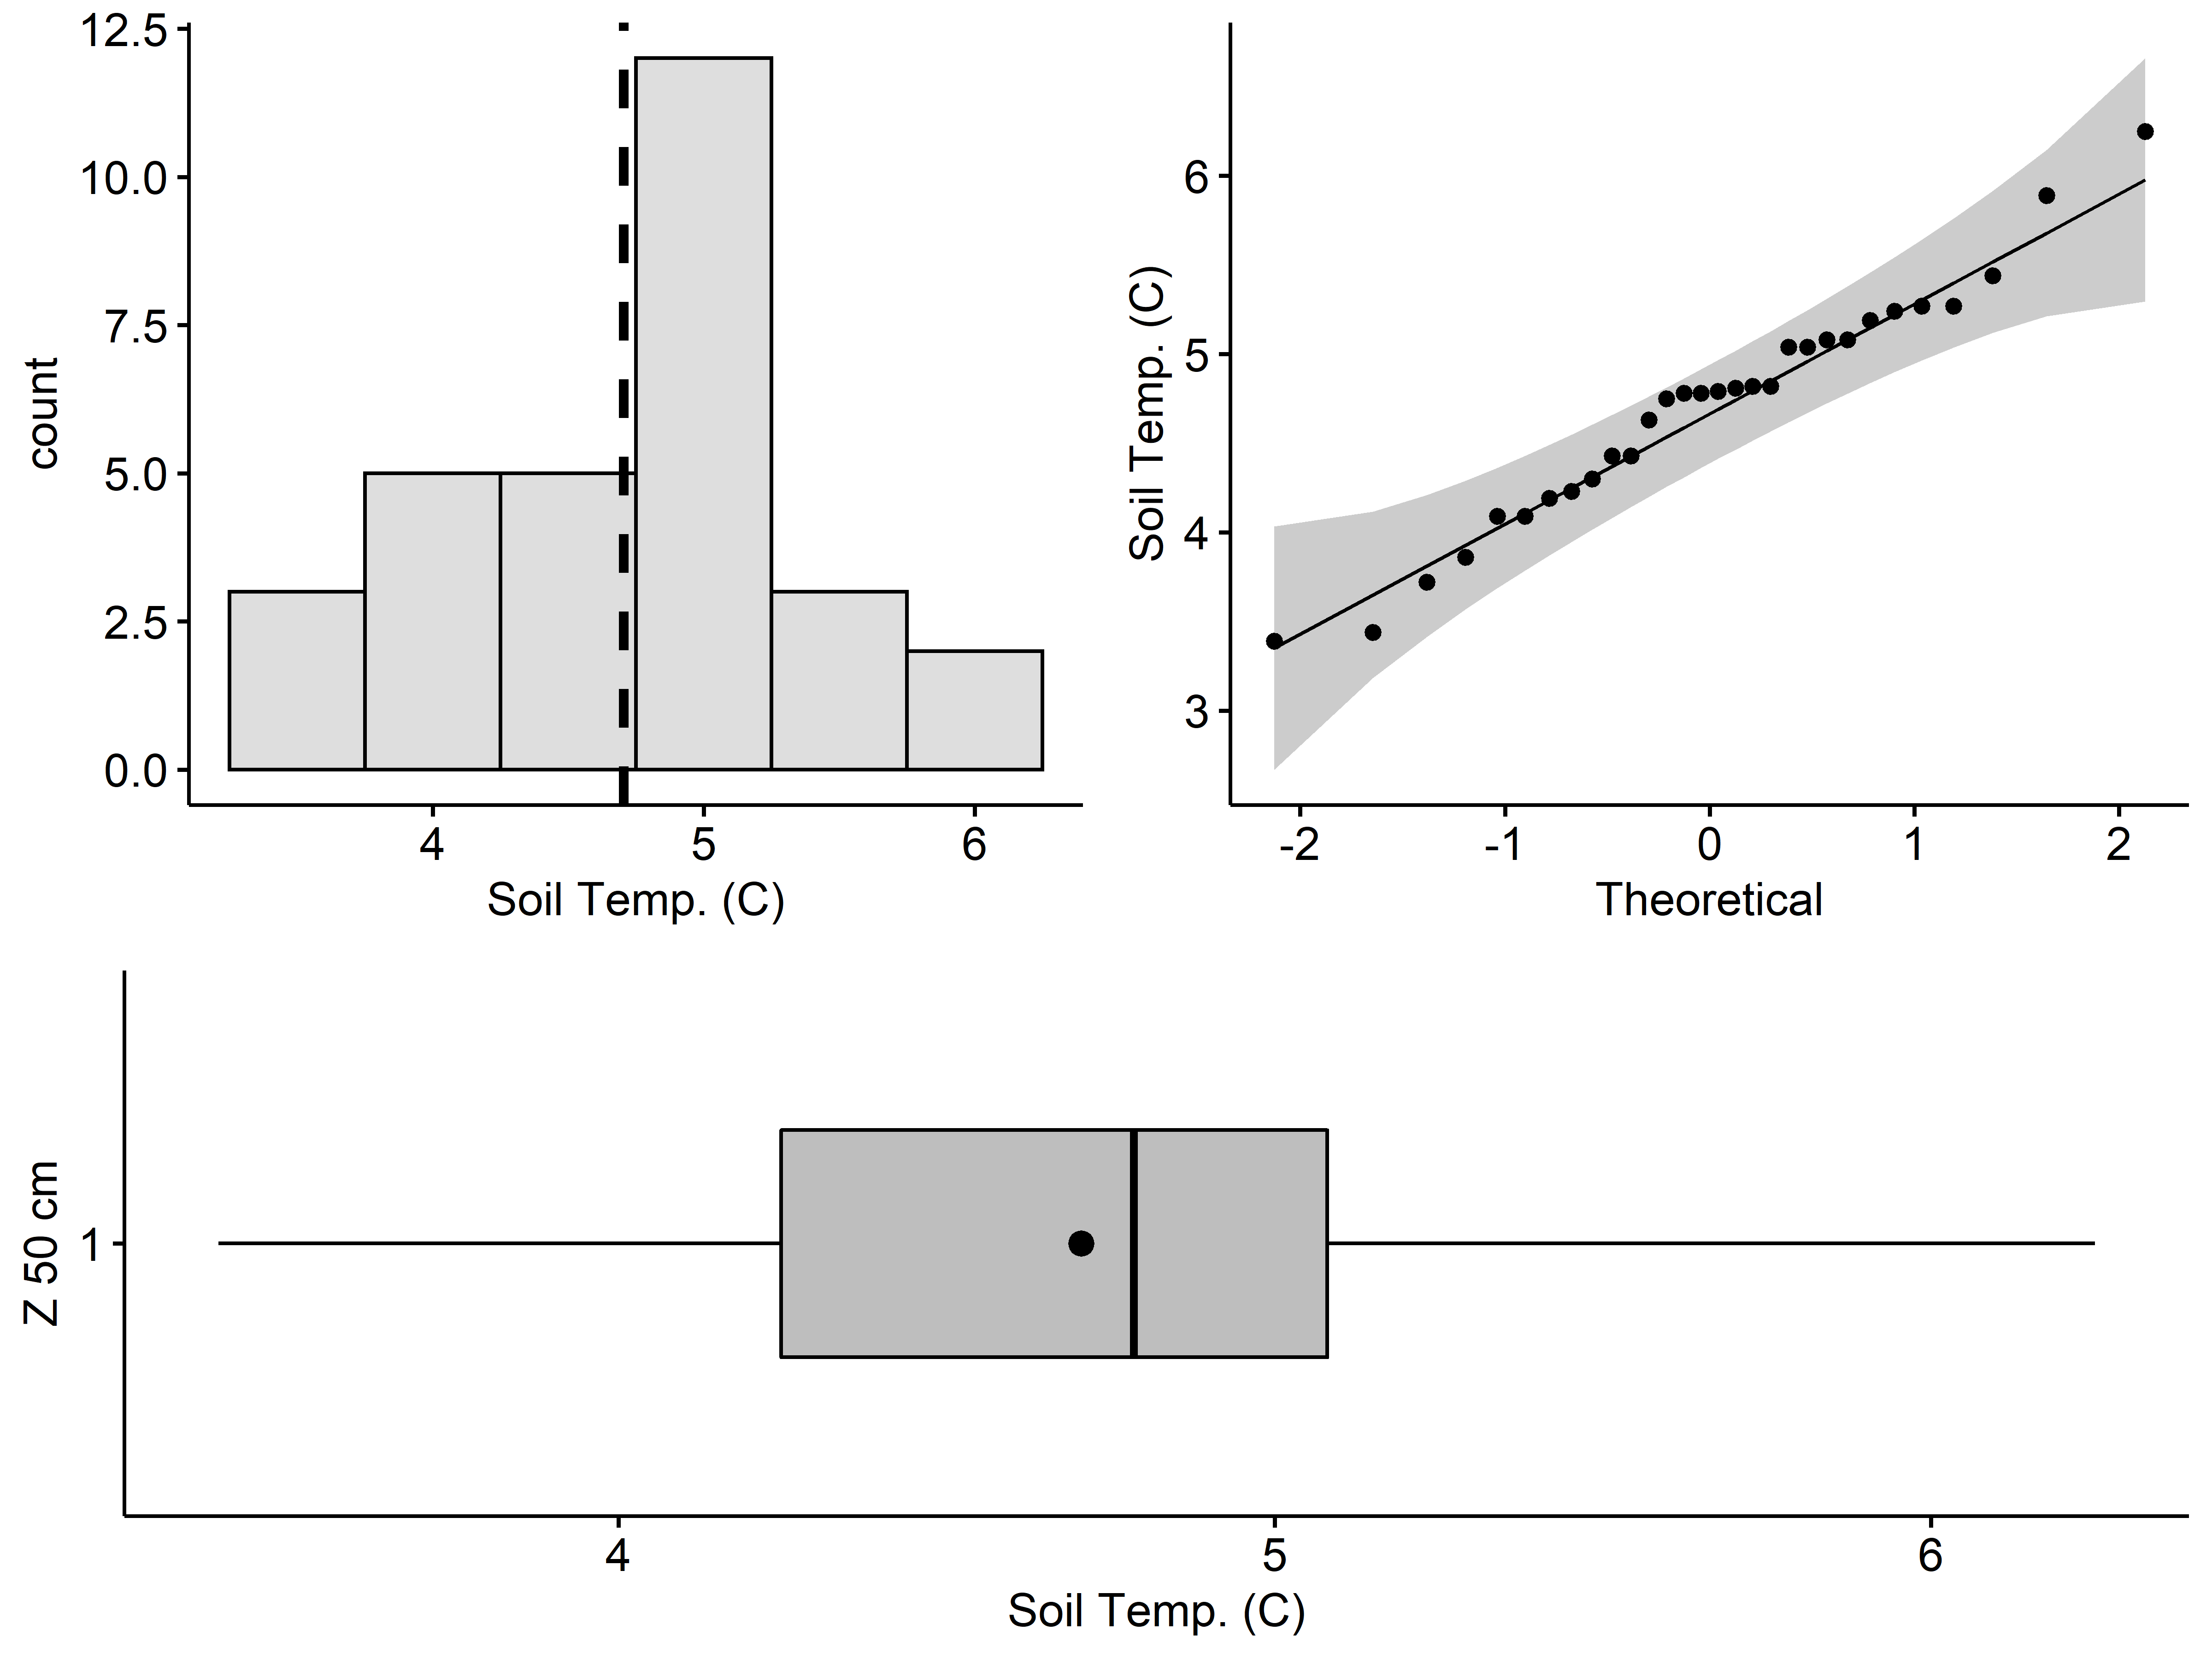 12.5
10.0
7.5
5.0
2.5
0.0
count
4 5 6
Soil Temp. (C)
6
5
4
3
Soil Temp. (C)
-2 -1 0 1 2
Theoretical
Z 50 cm
1
4 5 6
Soil Temp. (C)